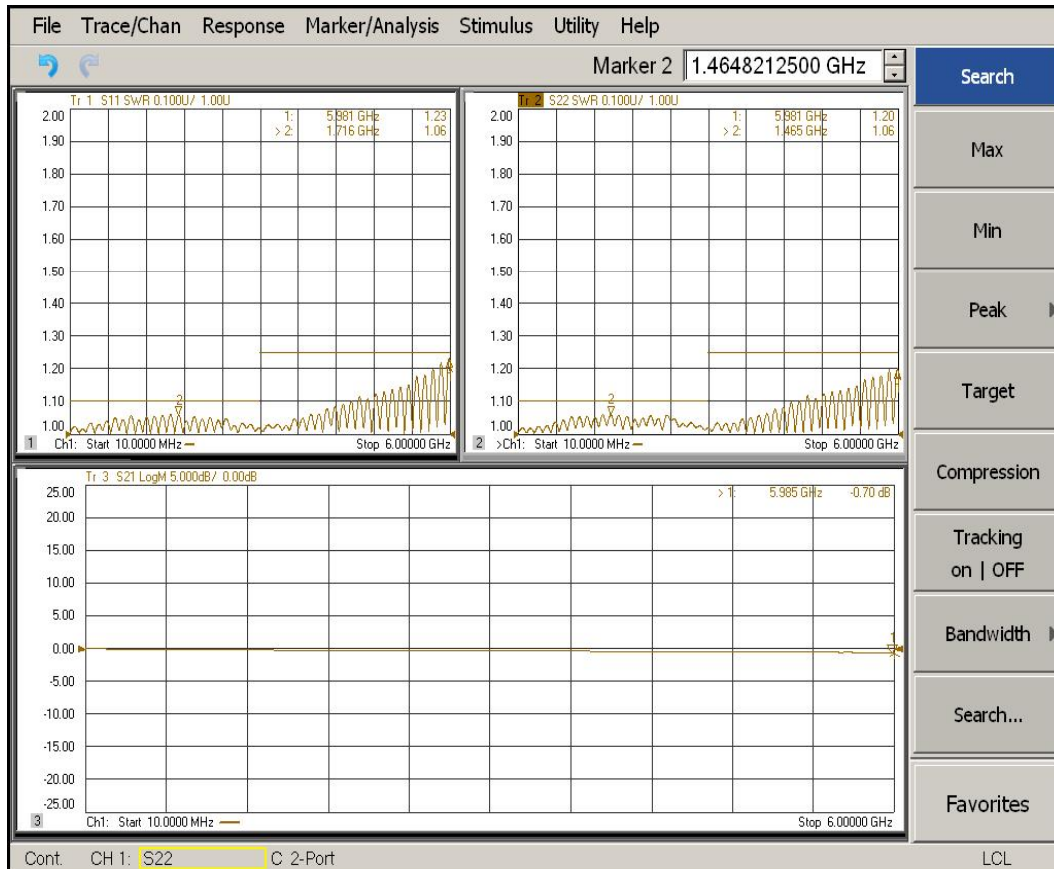 File Trace/Chan Response Marker/Analysis Stimulus Utility Help
Marker 2 1.4648212500 GHz
Search
Max
Min
Peak
Target
Compression
Tracking
on | OFF
Bandwidth
Search...
Favorites
Tr 1 S11 SWR 0.100U/ 1.00U
1: 5.981 GHz 1.23
> 2: 1.716 GHz 1.06
2.00
1.80
1.70
1.60
1.50
1.40
1.30
1.20
1.10
1.00
2
1 Ch1: Start 10.0000 MHz Stop 6.00000 GHz
Tr 2 S22 SWR 0.100U/ 1.00U
1: 5.981 GHz 1.20
> 2: 1.465 GHz 1.06
2.00
1.80
1.70
1.60
1.50
1.40
1.30
1.20
1.10
1.00
2
2 >Ch1: Start 10.0000 MHz Stop 6.00000 GHz
Tr 3 S21 LogM 5.000dB/ 0.00dB
> 1: 5.985 GHz -0.70 dB
25.00
20.00
15.00
10.00
5.00
0.00
-5.00
-10.00
-15.00
-20.00
-25.00
1
3 Ch1: Start 10.0000 MHz Stop 6.00000 GHz
Cont. CH 1: S22 C 2-Port LCL